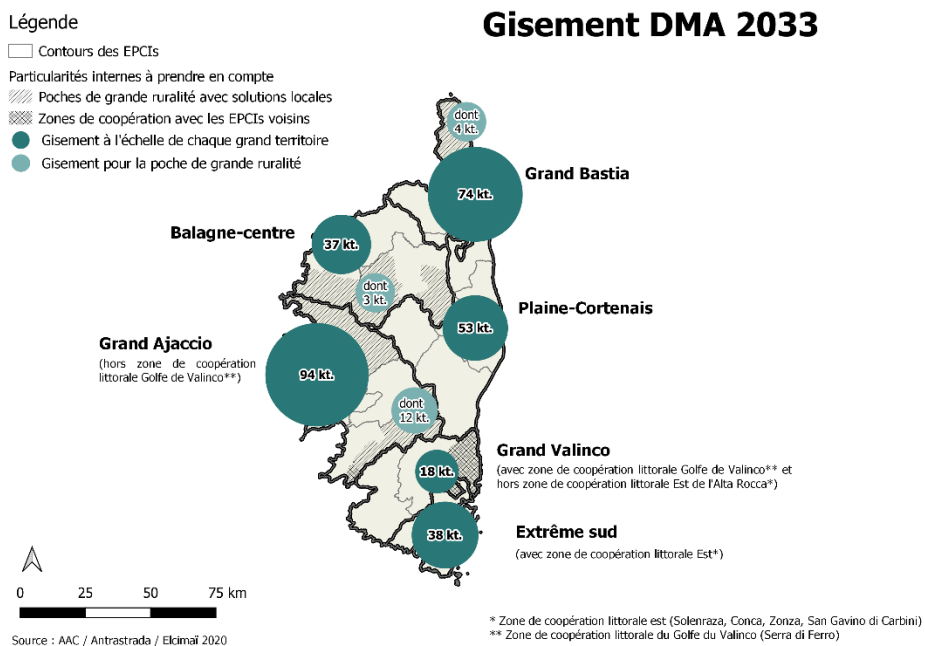 Gisement DMA 2033
Légende
Contours des EPCIs
Particularités internes à prendre en compte
Poches de grande ruralité avec solutions locales
Zones de coopération avec les EPCIs voisins
Gisement à l'échelle de chaque grand territoire
Gisement pour la poche de grande ruralité
dont
4 kt.
Grand Bastia
74 kt.
Balagne-centre
37 kt.
dont
3 kt.
Plaine-Cortenais
53 kt.
Grand Ajaccio
(hors zone de coopération
littorale Golfe de Valinco**)
94 kt.
dont
12 kt.
Grand Valinco
(avec zone de coopération littorale Golfe de Valinco** et
hors zone de coopération littorale Est de l'Alta Rocca*)
18 kt.
Extrême sud
(avec zone de coopération littorale Est*)
38 kt.
0 25 50 75 km
Source : AAC / Antrastrada / Elcimaï 2020
* Zone de coopération littorale est (Solenraza, Conca, Zonza, San Gavino di Carbini)
** Zone de coopération littorale du Golfe du Valinco (Serra di Ferro)